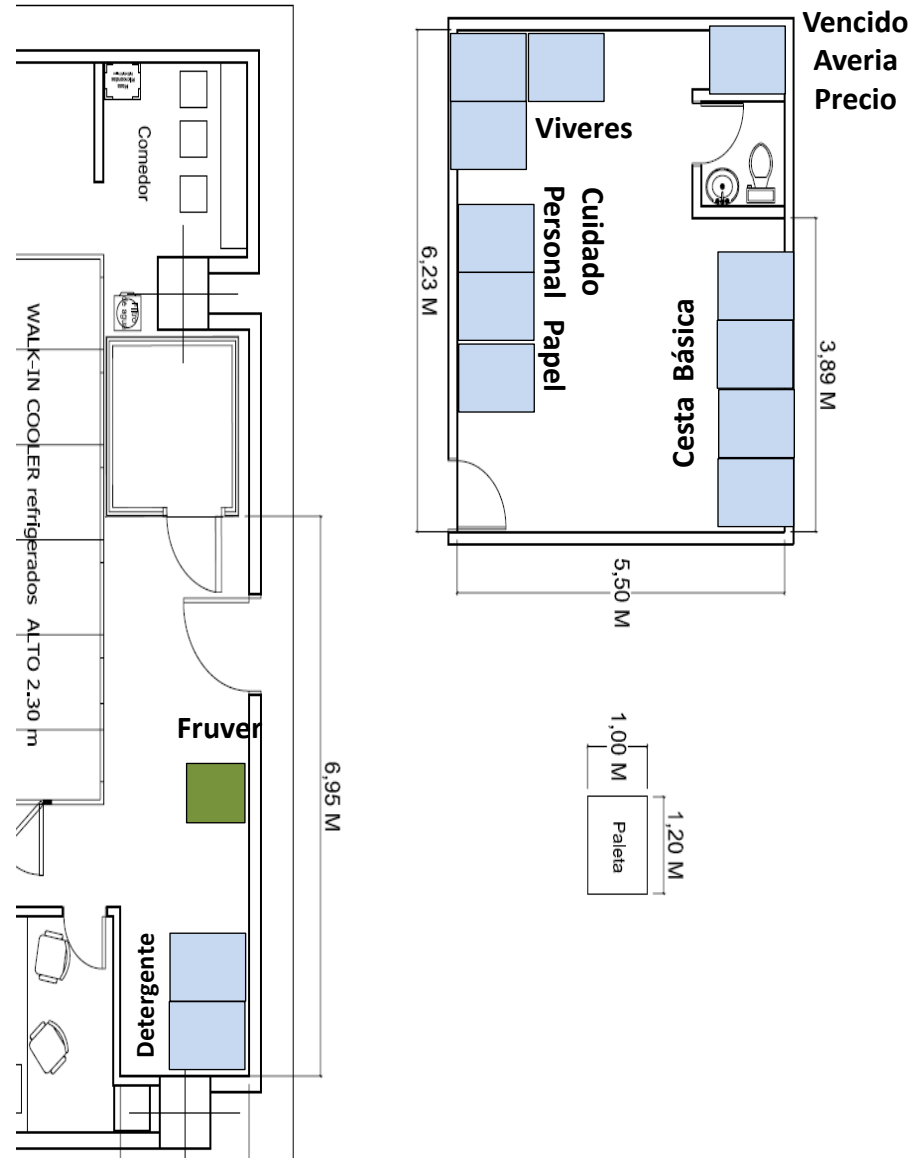 Vencido
Averia
Precio
Viveres
Cuidado
Personal Papel
Cesta Básica
6,23 M
3,89 M
5,50 M
Comedor
WALK-IN COOLER refrigerados ALTO 2.30 m
Fruver
6,95 M
Detergente
1,00 M
1,20 M
Paleta